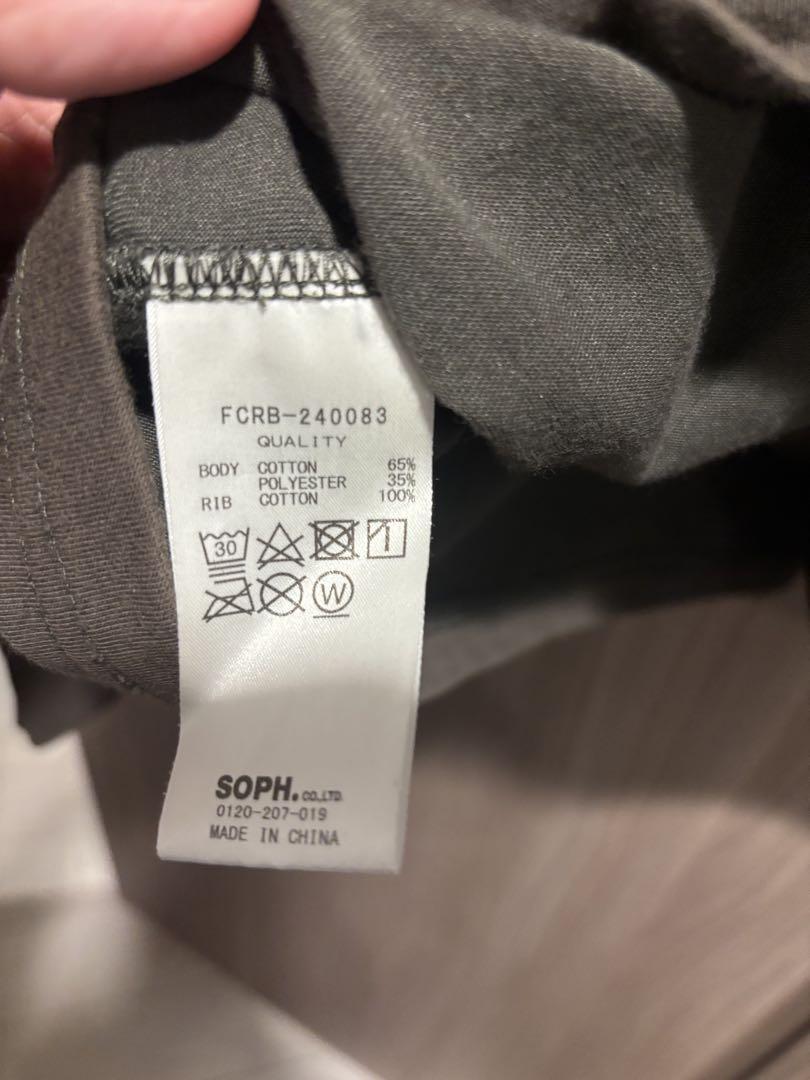 FCRB-240083
QUALITY
BODY COTTON 65%
POLYESTER 35%
RIB COTTON 100%
30
W
SOPH. CO.,LTD.
0120-207-019
MADE IN CHINA